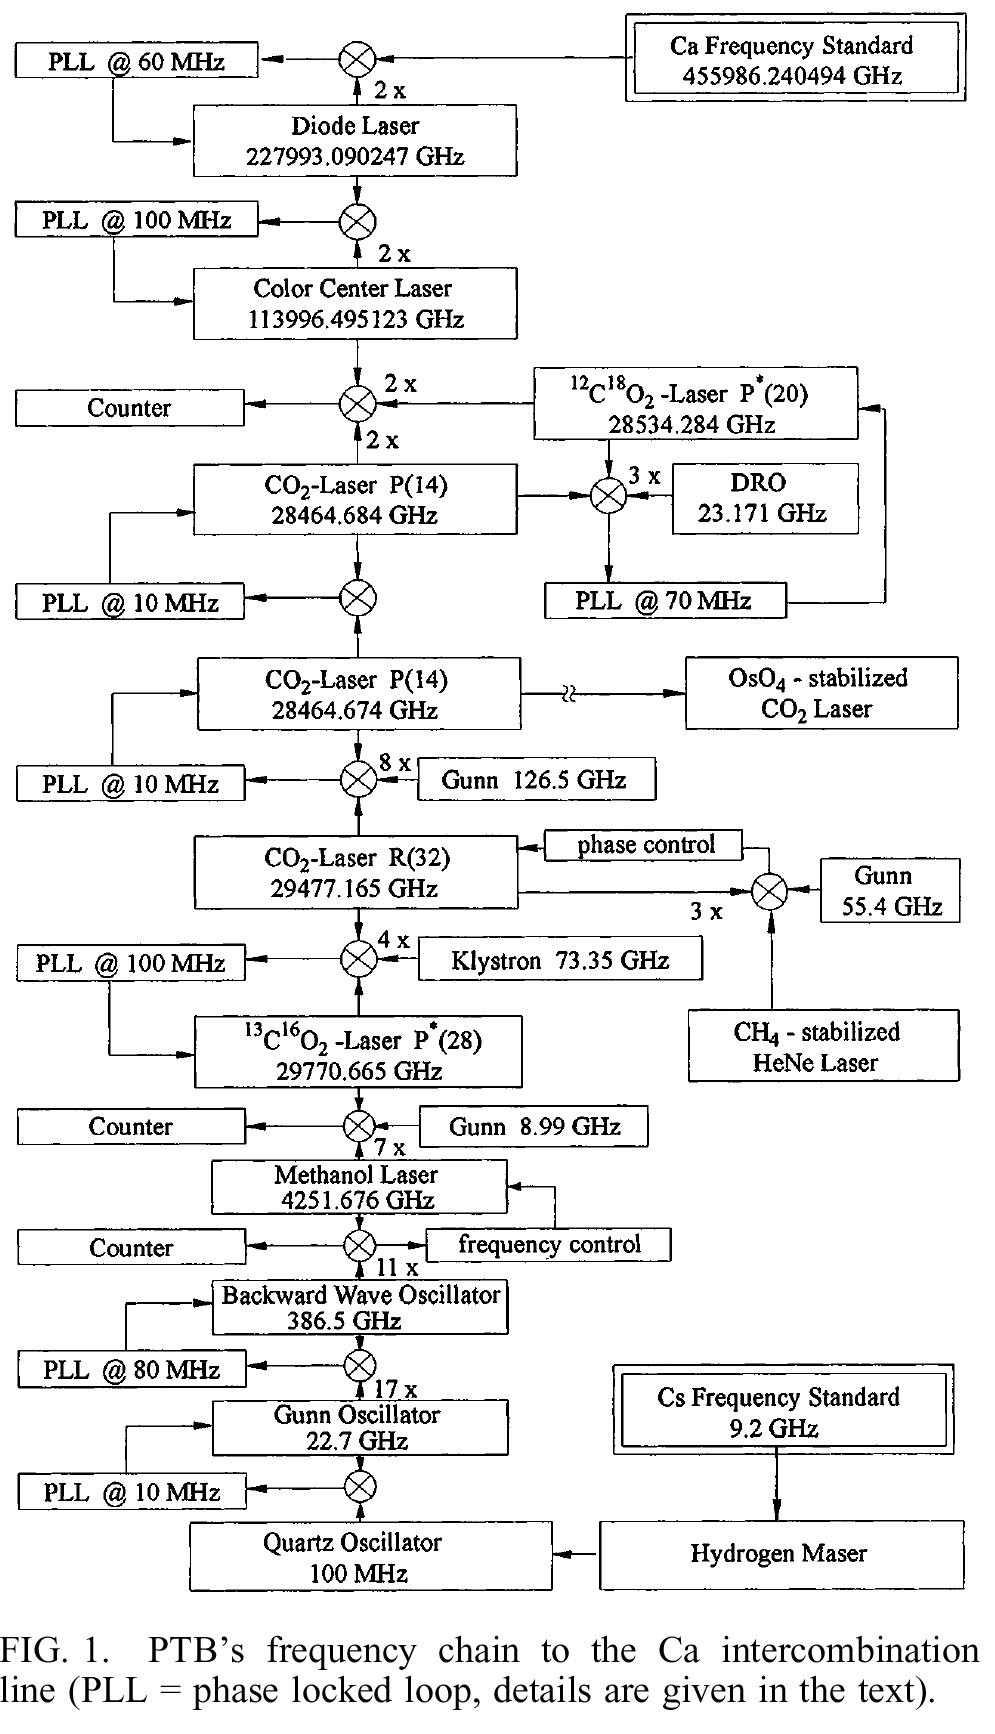 PLL @ 60 MHz
Ca Frequency Standard
455986.240494 GHz
2 x
Diode Laser
227993.090247 GHz
PLL @ 100 MHz
2 x
Color Center Laser
113996.495123 GHz
Counter
2 x
2 x
¹²C¹⁸O₂ -Laser P*(20)
28534.284 GHz
CO₂-Laser P(14)
28464.684 GHz
3 x
DRO
23.171 GHz
PLL @ 10 MHz
PLL @ 70 MHz
CO₂-Laser P(14)
28464.674 GHz
OsO₄ - stabilized
CO₂ Laser
PLL @ 10 MHz
8 x
Gunn 126.5 GHz
CO₂-Laser R(32)
29477.165 GHz
phase control
3 x
Gunn
55.4 GHz
PLL @ 100 MHz
4 x
Klystron 73.35 GHz
¹³C¹⁶O₂ -Laser P*(28)
29770.665 GHz
CH₄ - stabilized
HeNe Laser
Counter
Gunn 8.99 GHz
7 x
Methanol Laser
4251.676 GHz
Counter
frequency control
11 x
Backward Wave Oscillator
386.5 GHz
PLL @ 80 MHz
17 x
Gunn Oscillator
22.7 GHz
Cs Frequency Standard
9.2 GHz
PLL @ 10 MHz
Quartz Oscillator
100 MHz
Hydrogen Maser
FIG. 1. PTB's frequency chain to the Ca intercombination
line (PLL = phase locked loop, details are given in the text).